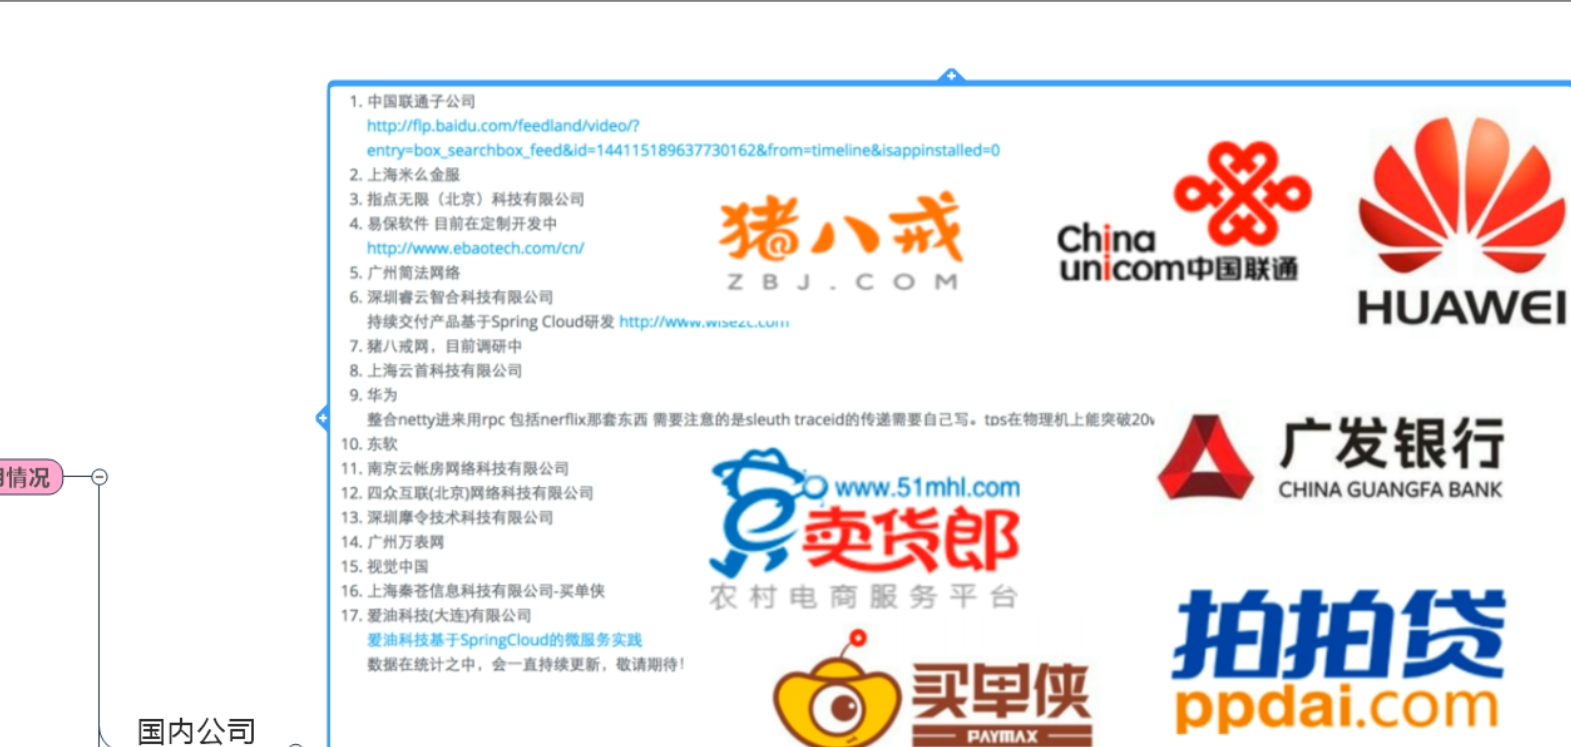 1. 中国联通子公司
http://flp.baidu.com/feedland/video/?
entry=box_searchbox_feed&id=144115189637730162&from=timeline&isappinstalled=0
2. 上海米么金服
3. 指点无限（北京）科技有限公司
4. 易保软件 目前在定制开发中
http://www.ebaotech.com/cn/
5. 广州简法网络
6. 深圳睿云智合科技有限公司
持续交付产品基于Spring Cloud研发 http://www.wise2c.com
7. 猪八戒网，目前调研中
8. 上海云首科技有限公司
9. 华为
整合netty进来用rpc 包括nerflix那套东西 需要注意的是sleuth traceid的传递需要自己写。tps在物理机上能突破20w
10. 东软
11. 南京云帐房网络科技有限公司
12. 四众互联(北京)网络科技有限公司
13. 深圳摩令技术科技有限公司
14. 广州万表网
15. 视觉中国
16. 上海秦苍信息科技有限公司-买单侠
17. 爱油科技(大连)有限公司
爱油科技基于SpringCloud的微服务实践
数据在统计之中，会一直持续更新，敬请期待！
猪八戒
ZBJ.COM
China
unicom中国联通
HUAWEI
广发银行
CHINA GUANGFA BANK
www.51mhl.com
卖货郎
农村电商服务平台
拍拍贷
ppdai.com
买单侠
PAYMAX
情况
国内公司